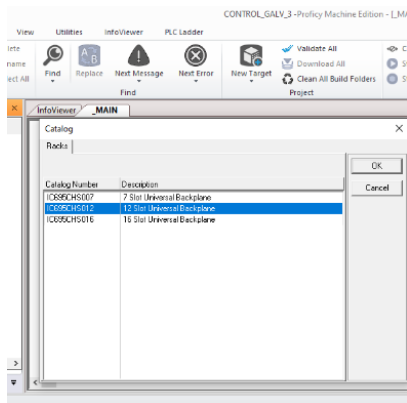 CONTROL_GALV_3 - Proficy Machine Edition - [_MA
View Utilities InfoViewer PLC Ladder
lete
name
ect All
Find
Replace
Next Message
Next Error
New Target
Validate All
Download All
Clean All Build Folders
Find
Project
InfoViewer _MAIN
Catalog
Racks
OK
Cancel
Catalog Number Description
IC695CHS007 7 Slot Universal Backplane
IC695CHS012 12 Slot Universal Backplane
IC695CHS016 16 Slot Universal Backplane